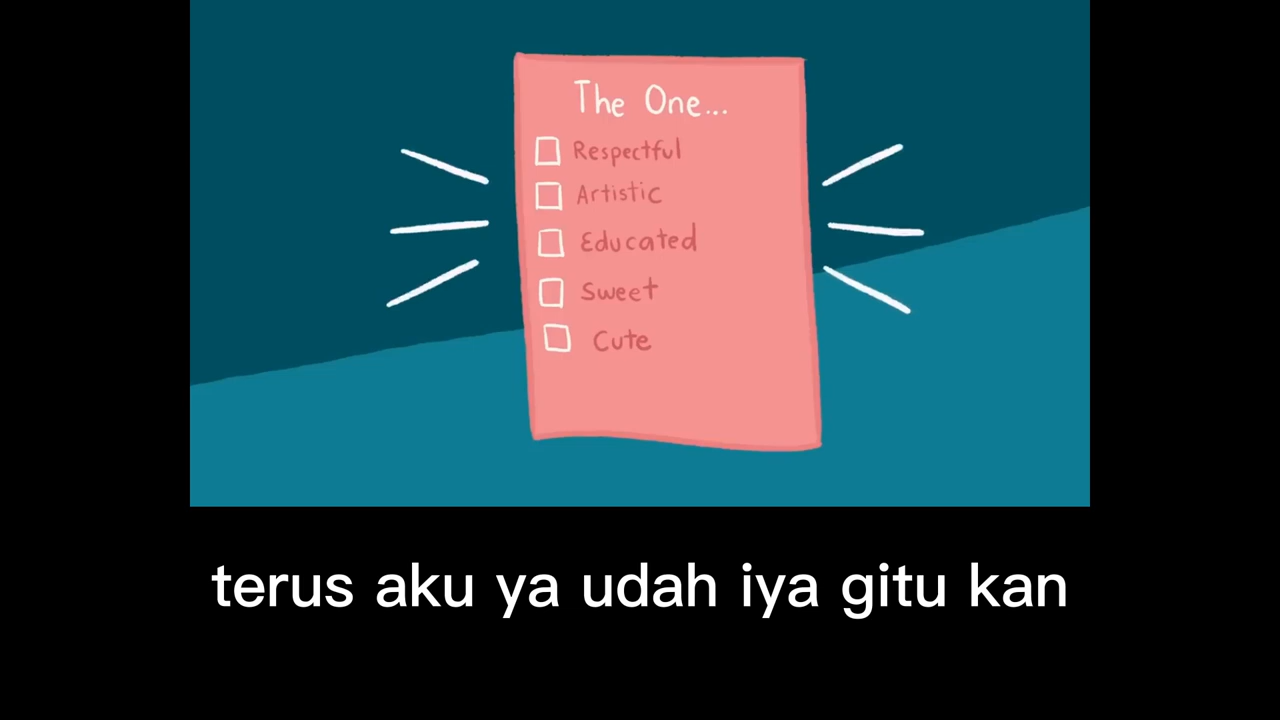 The One...
Respectful
Artistic
Educated
Sweet
Cute
terus aku ya udah iya gitu kan